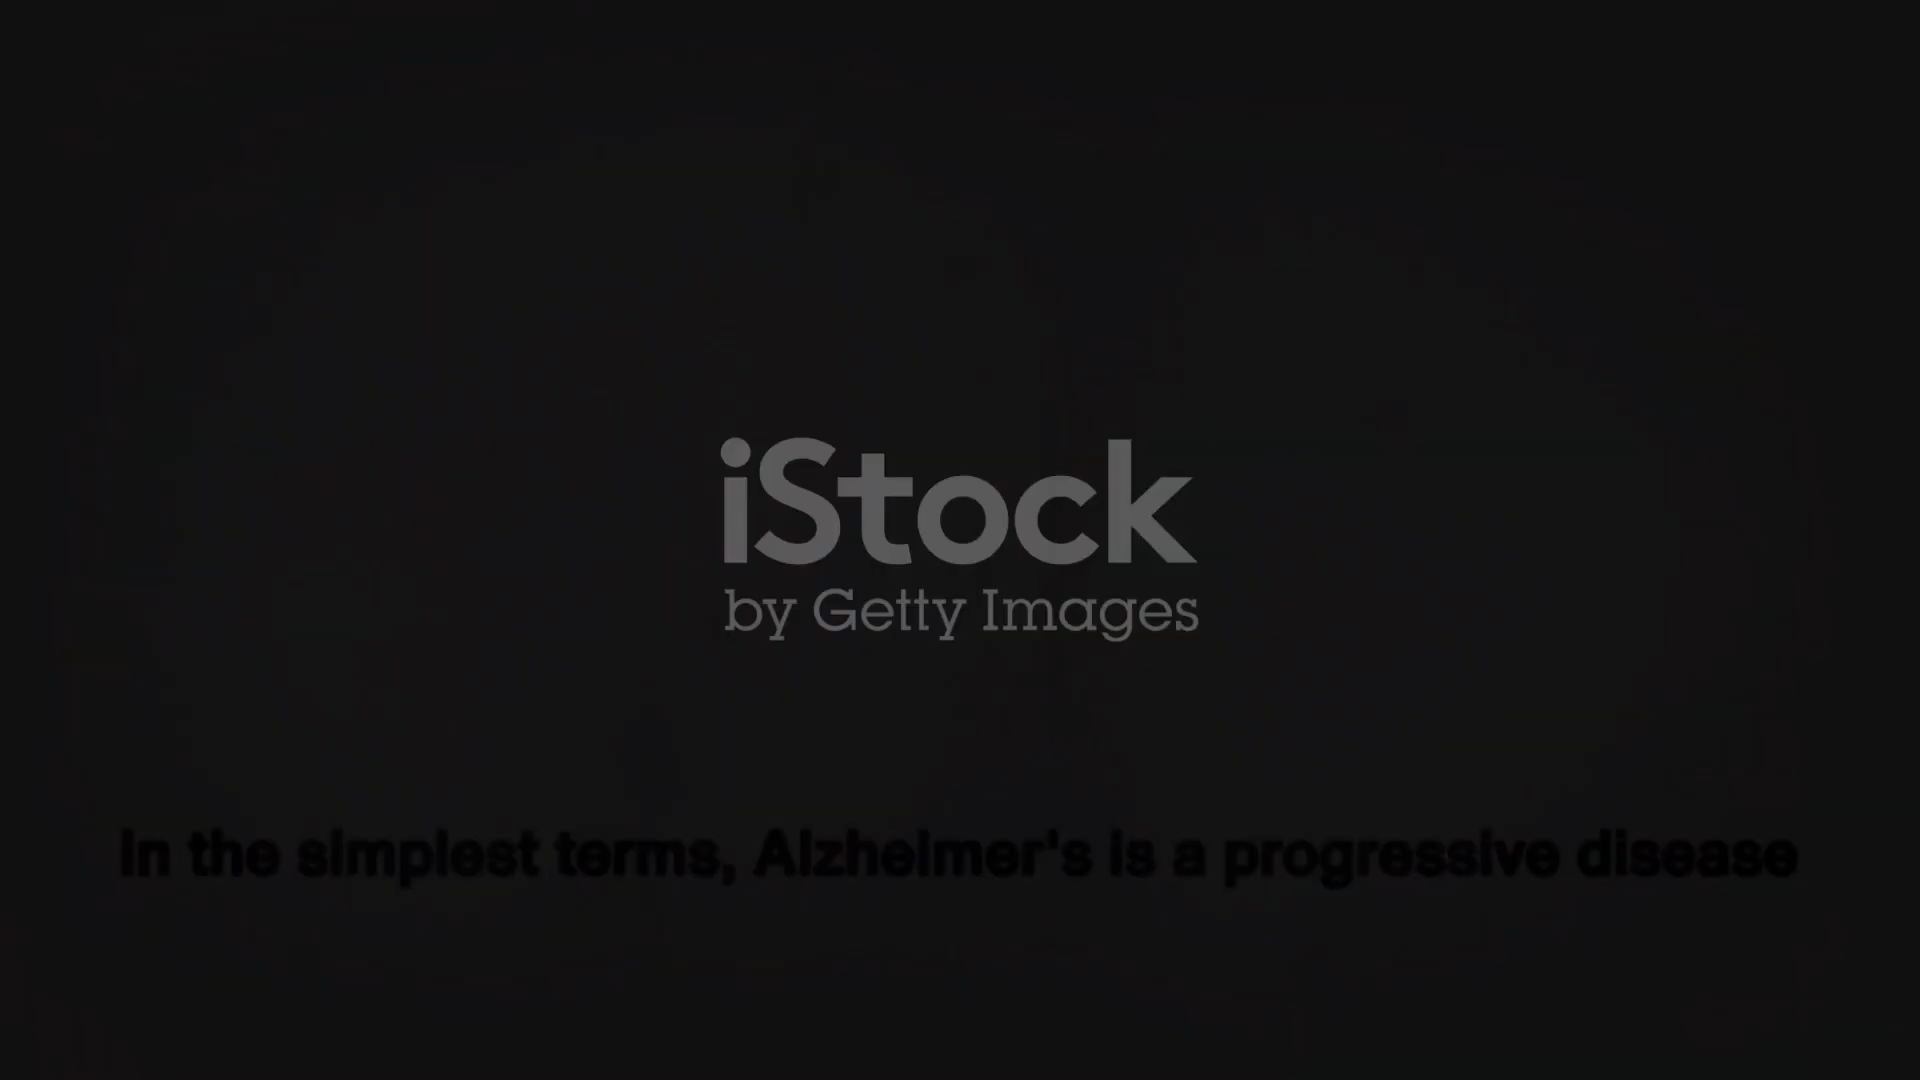 iStock
by Getty Images
In the simplest terms, Alzheimer's is a progressive disease